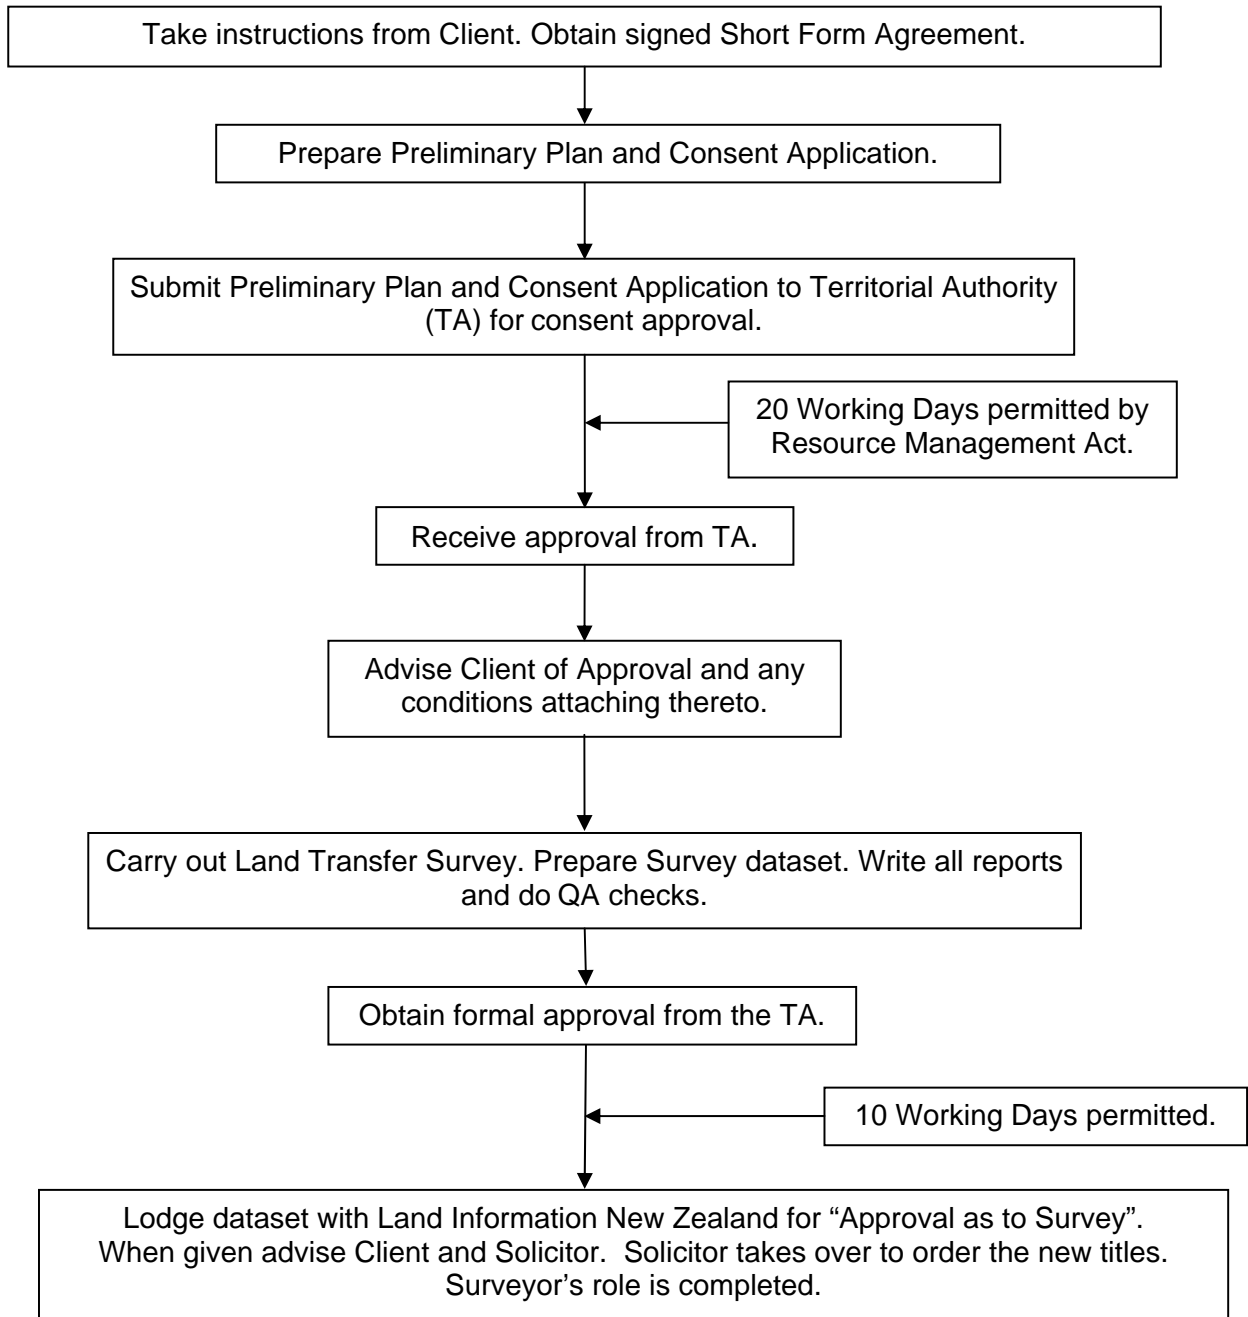 Take instructions from Client. Obtain signed Short Form Agreement.
Prepare Preliminary Plan and Consent Application.
Submit Preliminary Plan and Consent Application to Territorial Authority
(TA) for consent approval.
20 Working Days permitted by
Resource Management Act.
Receive approval from TA.
Advise Client of Approval and any
conditions attaching thereto.
Carry out Land Transfer Survey. Prepare Survey dataset. Write all reports
and do QA checks.
Obtain formal approval from the TA.
10 Working Days permitted.
Lodge dataset with Land Information New Zealand for “Approval as to Survey”.
When given advise Client and Solicitor.  Solicitor takes over to order the new titles.
Surveyor’s role is completed.